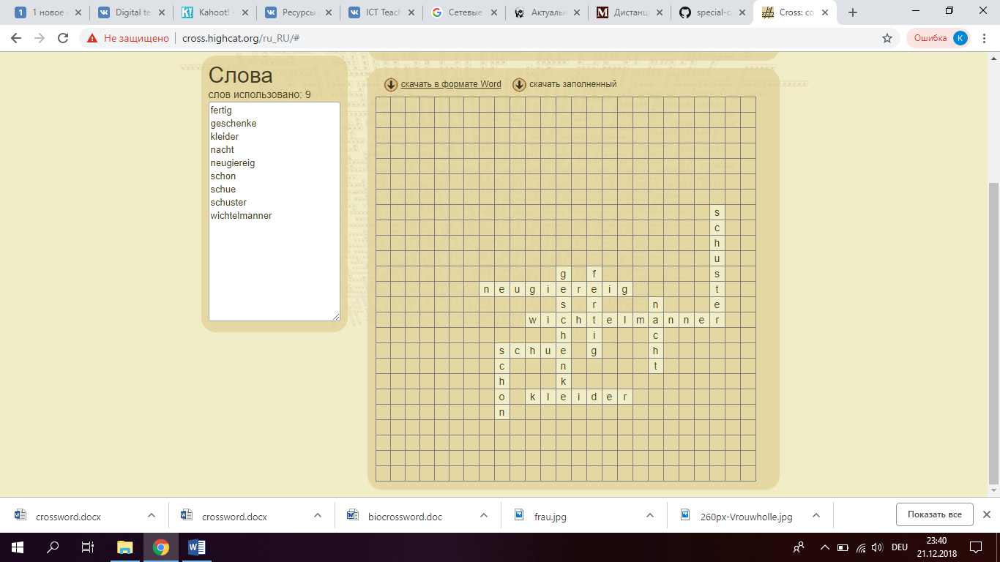 1 новое
Digital te
Kahoot! -
Ресурсы
ICT Teach
Сетевые
Актуальн
Дистанц
special-c
Cross: co
Не защищено
cross.highcat.org/ru_RU/#
Ошибка
K
Слова
слов использовано: 9
fertig
geschenke
kleider
nacht
neugiereig
schon
schue
schuster
wichtelmanner
скачать в формате Word
скачать заполненный
s
c
h
u
g f s
n e u g i e r e i g t
s r n e
w i c h t e l m a n n e r
h i c
s c h u e g h
c n t
h k
o k l e i d e r
n
crossword.docx
crossword.docx
biocrossword.doc
frau.jpg
260px-Vrouwholle.jpg
Показать все
DEU
23:40
21.12.2018